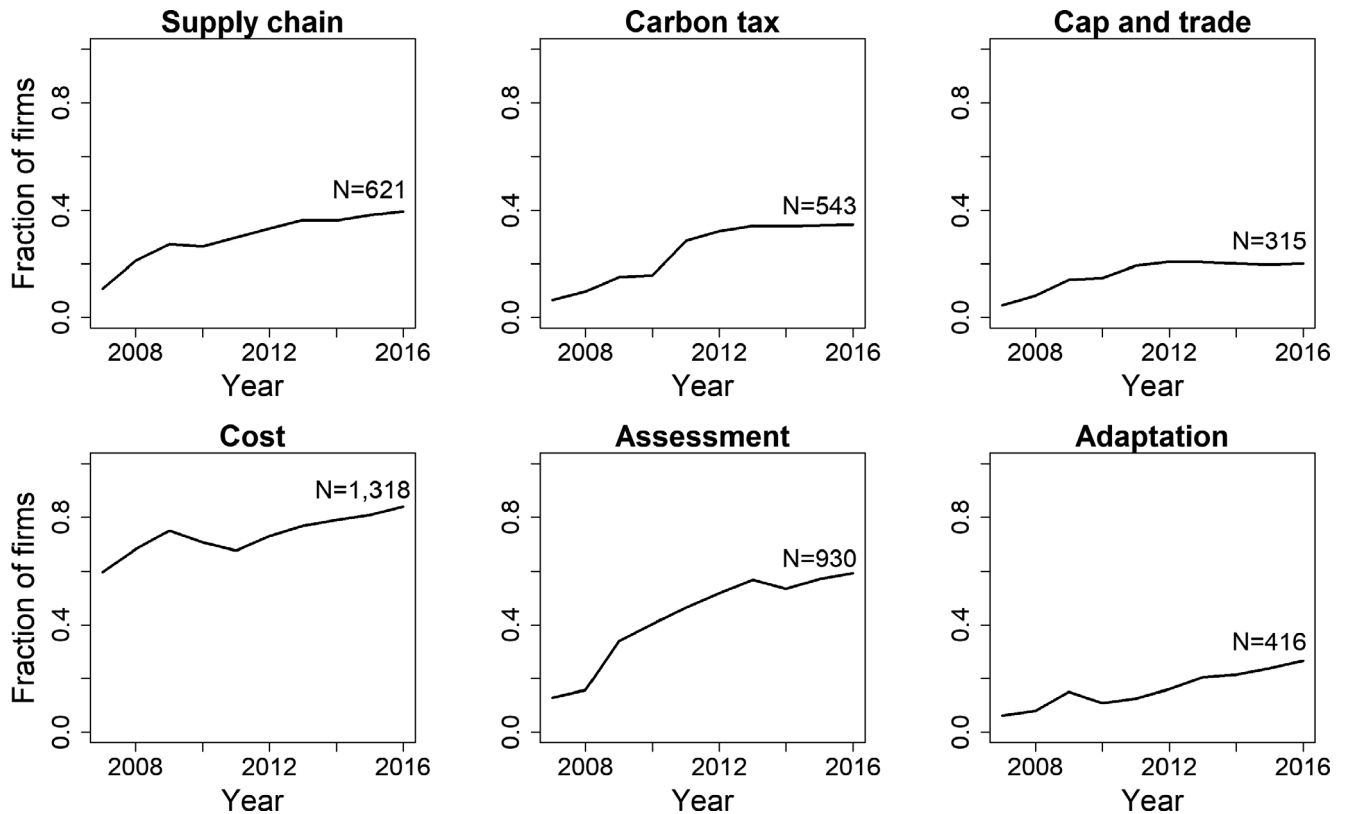 Supply chain
Fraction of firms
0.8
0.4
0.0
N=621
2008 2012 2016
Year
Carbon tax
0.8
0.4
0.0
N=543
2008 2012 2016
Year
Cap and trade
0.8
0.4
0.0
N=315
2008 2012 2016
Year
Cost
Fraction of firms
0.8
0.4
0.0
N=1,318
2008 2012 2016
Year
Assessment
0.8
0.4
0.0
N=930
2008 2012 2016
Year
Adaptation
0.8
0.4
0.0
N=416
2008 2012 2016
Year